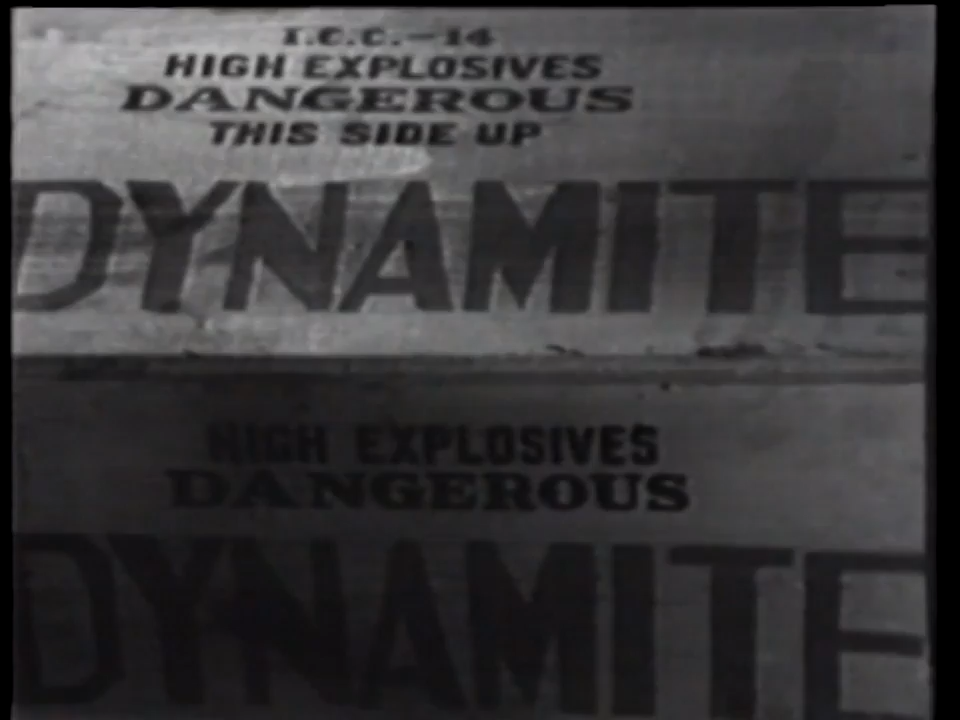 I.C.C.-14
HIGH EXPLOSIVES
DANGEROUS
THIS SIDE UP
DYNAMITE
HIGH EXPLOSIVES
DANGEROUS
DYNAMITE